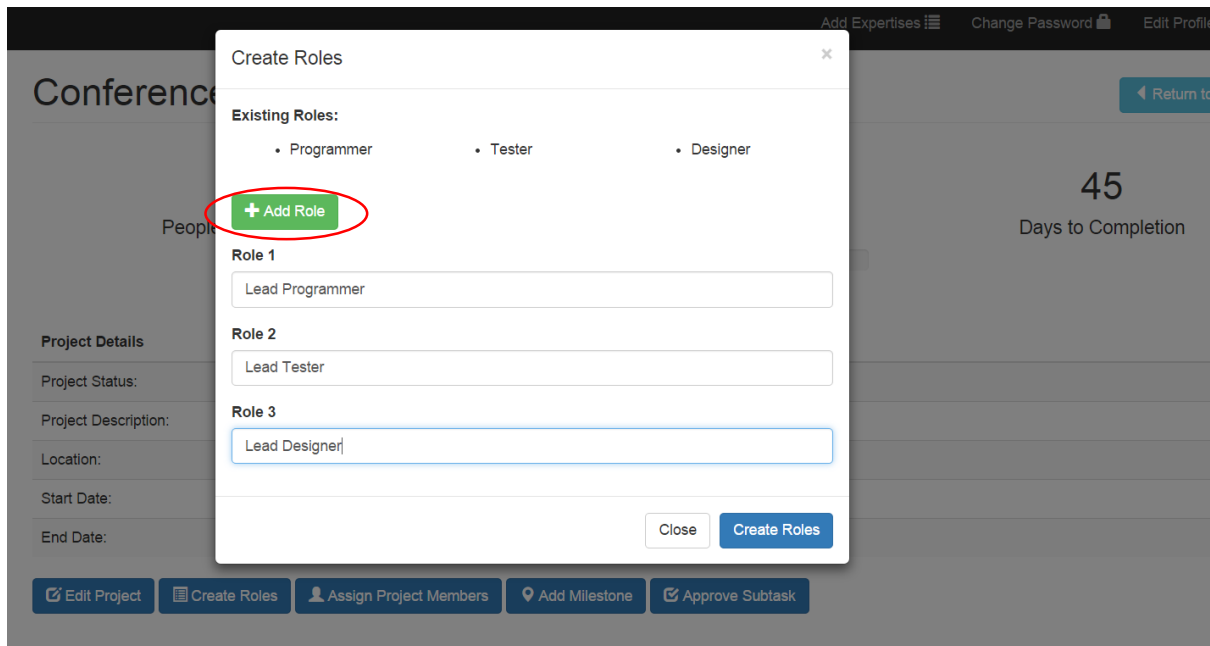 Add Expertises Change Password Edit Profile
Create Roles ×
Conference
Return to
Existing Roles:
• Programmer • Tester • Designer
45
Add Role
People
Days to Completion
Role 1
Lead Programmer
Role 2
Project Details
Lead Tester
Project Status:
Role 3
Project Description:
Lead Designer
Location:
Start Date:
Close Create Roles
End Date:
Edit Project Create Roles Assign Project Members Add Milestone Approve Subtask